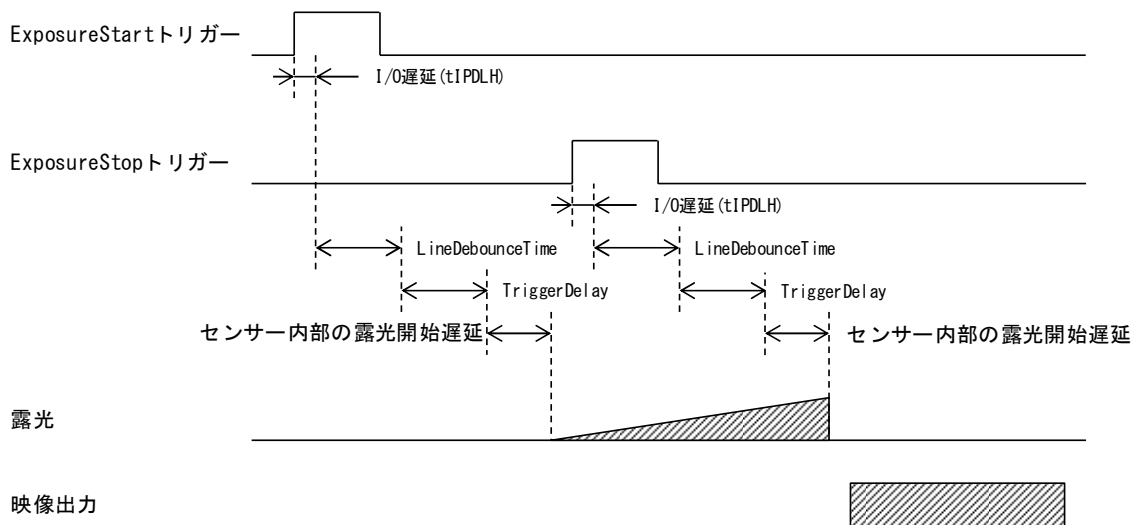 ExposureStartトリガー
I/O遅延(tIPDLH)
ExposureStopトリガー
I/O遅延(tIPDLH)
LineDebounceTime
LineDebounceTime
TriggerDelay
TriggerDelay
センサー内部の露光開始遅延
センサー内部の露光開始遅延
露光
映像出力